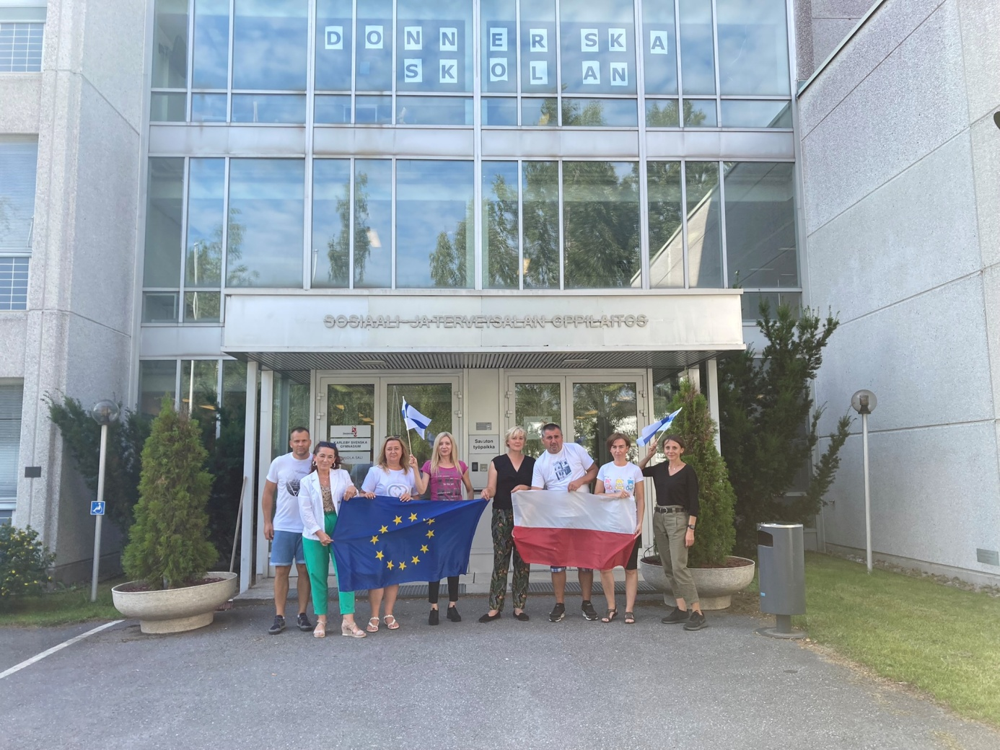 DONNERSKA
SKOLAN
SOSIAALI- JA TERVEYSALAN OPPILAITOS
KARLEBY SVENSKA
GYMNASIUM
Savuton
työpaikka